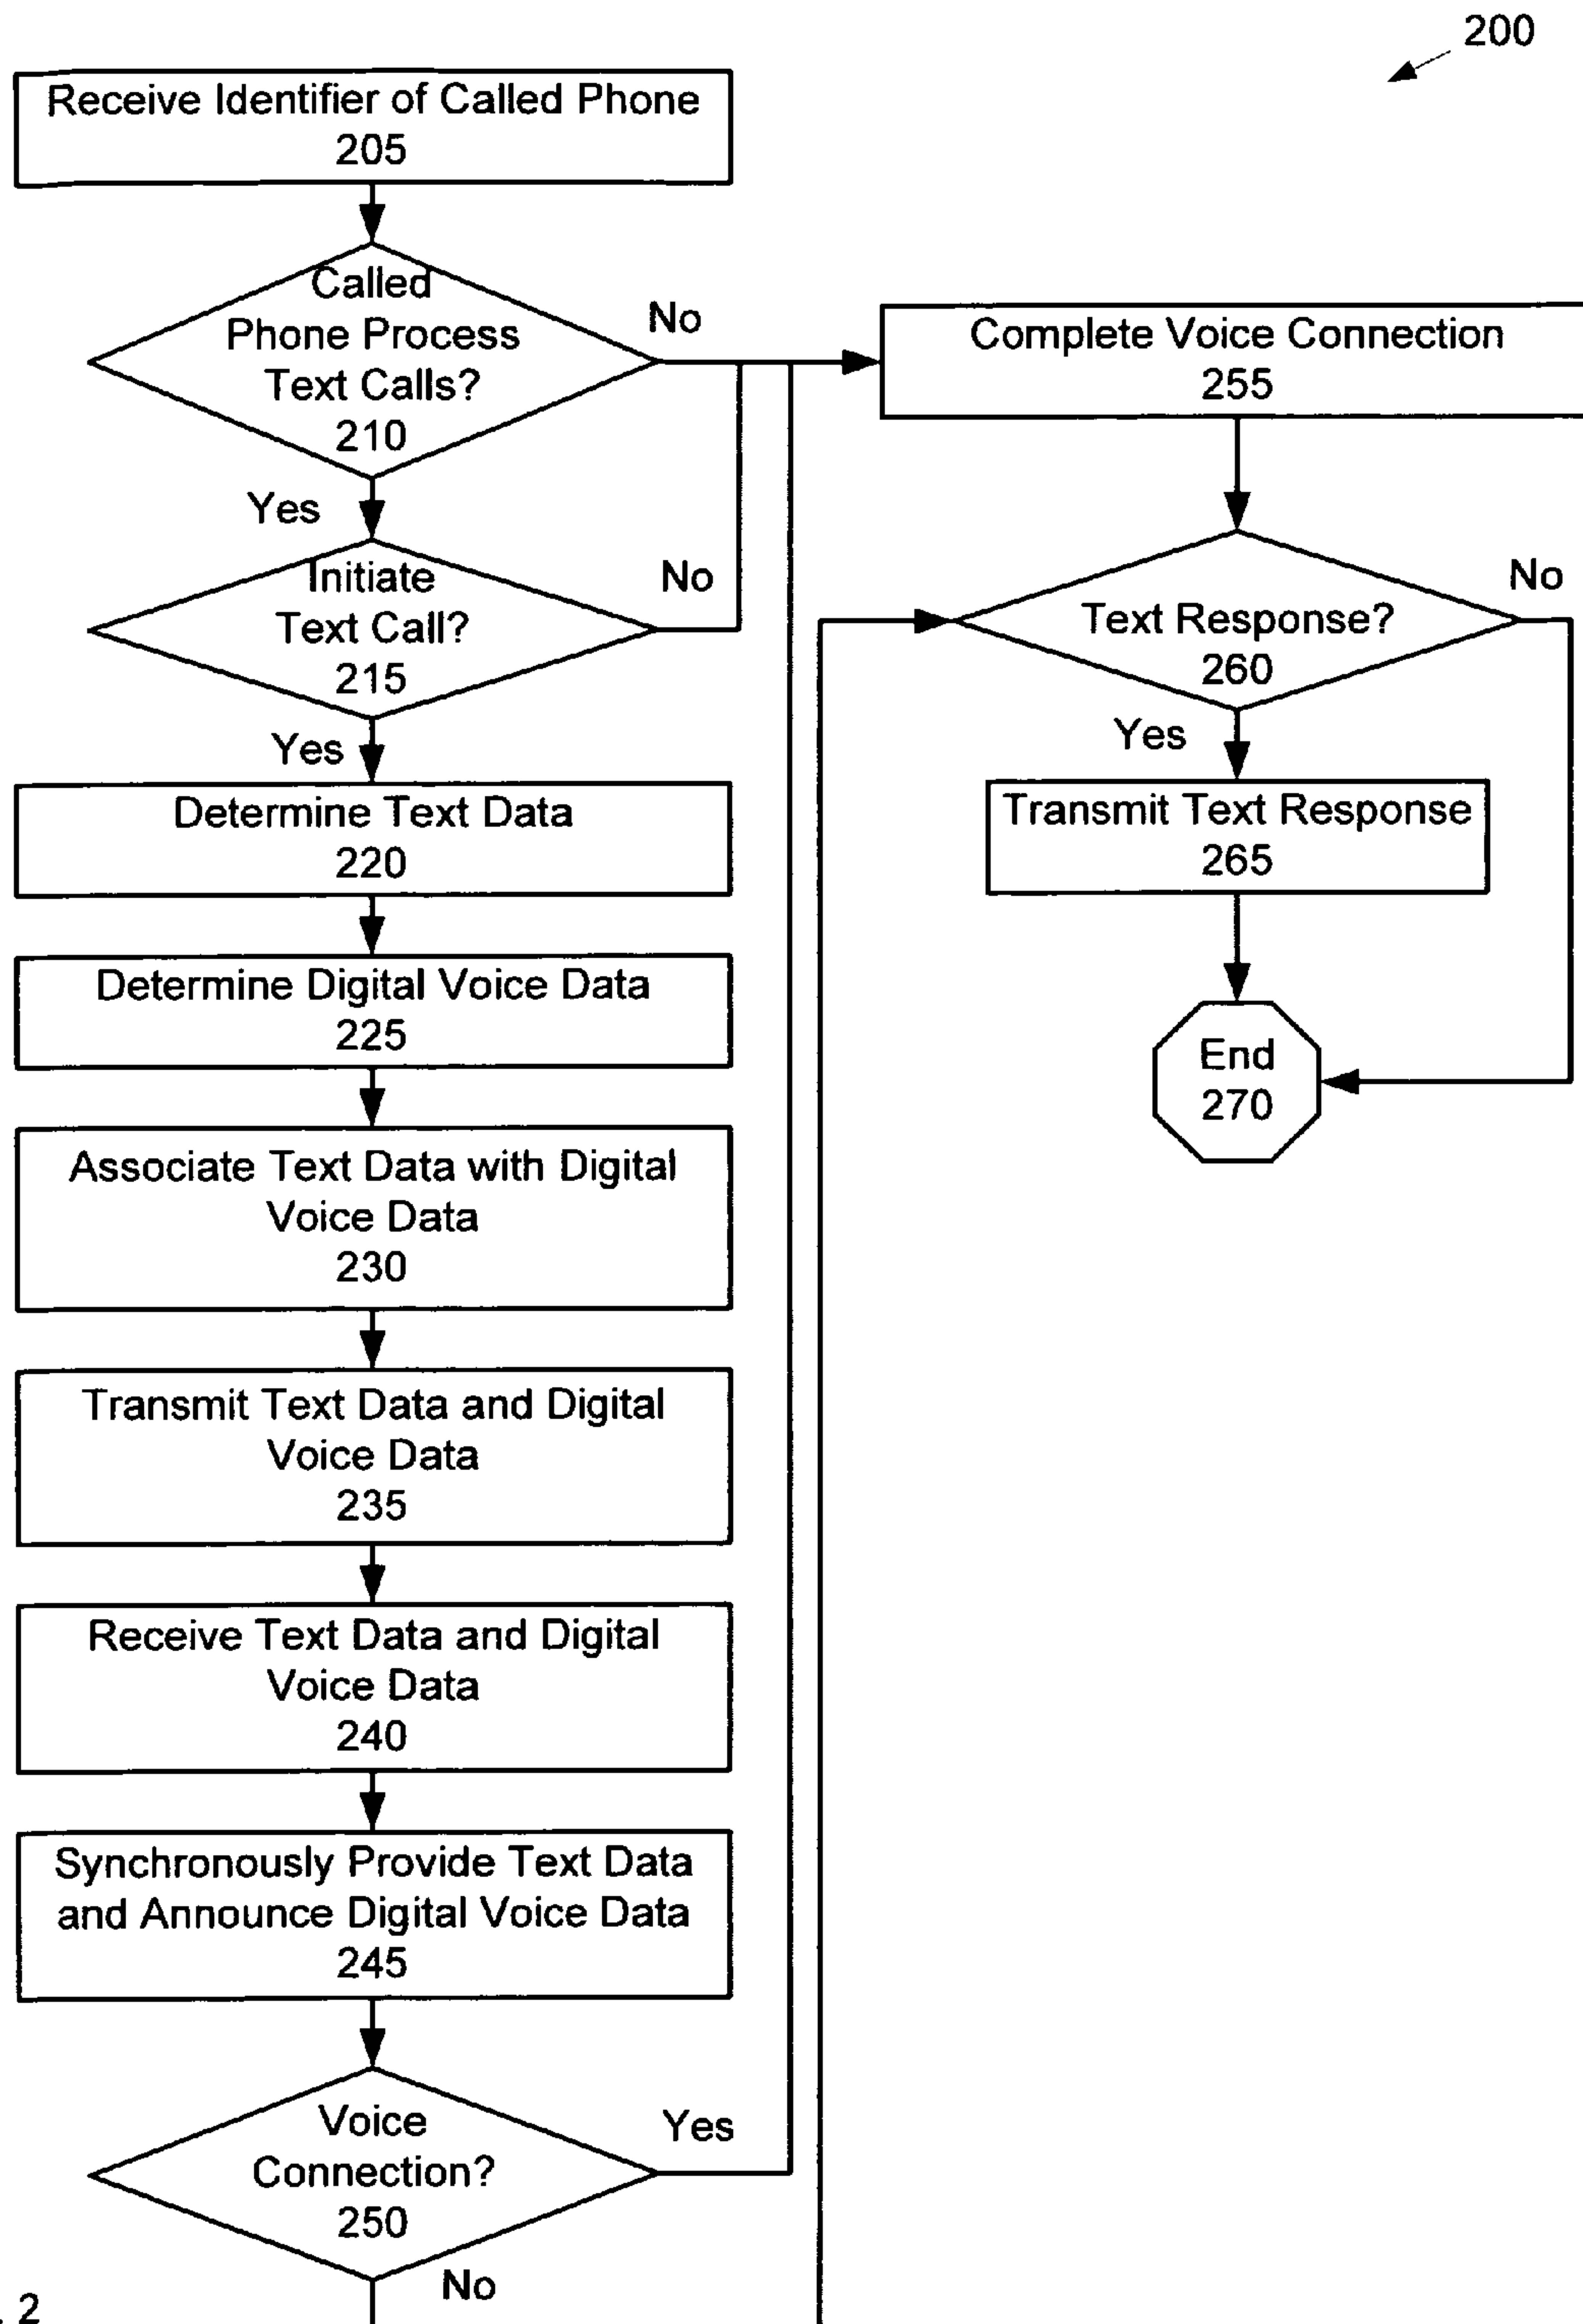 200
Receive Identifier of Called Phone
205
Called
Phone Process
Text Calls?
210
No
Yes
Initiate
Text Call?
215
No
Yes
Determine Text Data
220
Determine Digital Voice Data
225
Associate Text Data with Digital
Voice Data
230
Transmit Text Data and Digital
Voice Data
235
Receive Text Data and Digital
Voice Data
240
Synchronously Provide Text Data
and Announce Digital Voice Data
245
Voice
Connection?
250
Yes
No
Complete Voice Connection
255
Text Response?
260
No
Yes
Transmit Text Response
265
End
270
. 2